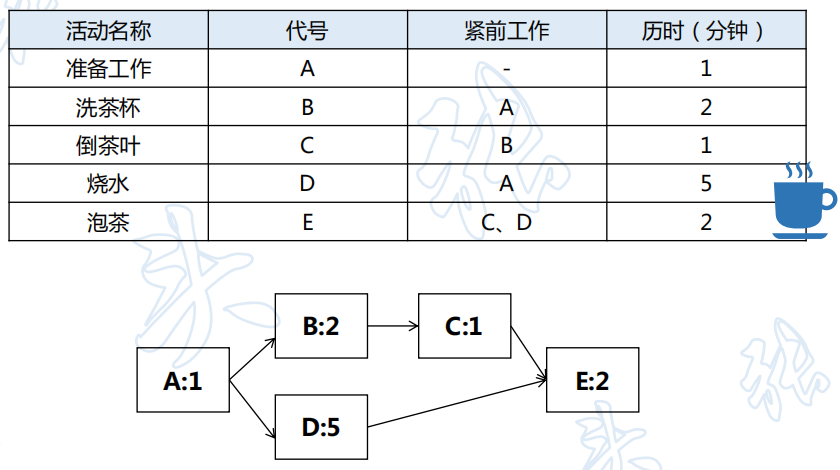 活动名称 代号 紧前工作 历时（分钟）
准备工作 A - 1
洗茶杯 B A 2
倒茶叶 C B 1
烧水 D A 5
泡茶 E C、D 2
B:2 C:1
A:1 E:2
D:5